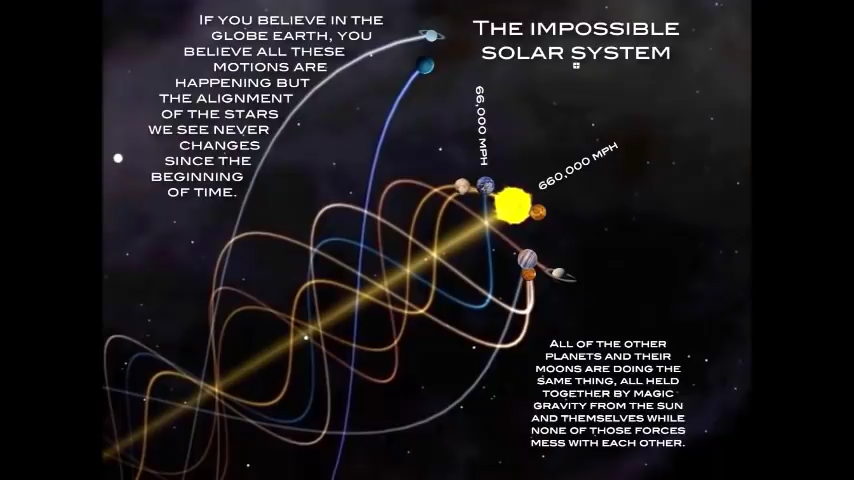 If you believe in the
globe earth, you
believe all these
motions are
happening but
the alignment
of the stars
we see never
changes
since the
beginning
of time.
The impossible
solar system
66,000 mph
660,000 mph
All of the other
planets and their
moons are doing the
same thing, all held
together by magic
gravity from the sun
and themselves while
none of those forces
mess with each other.